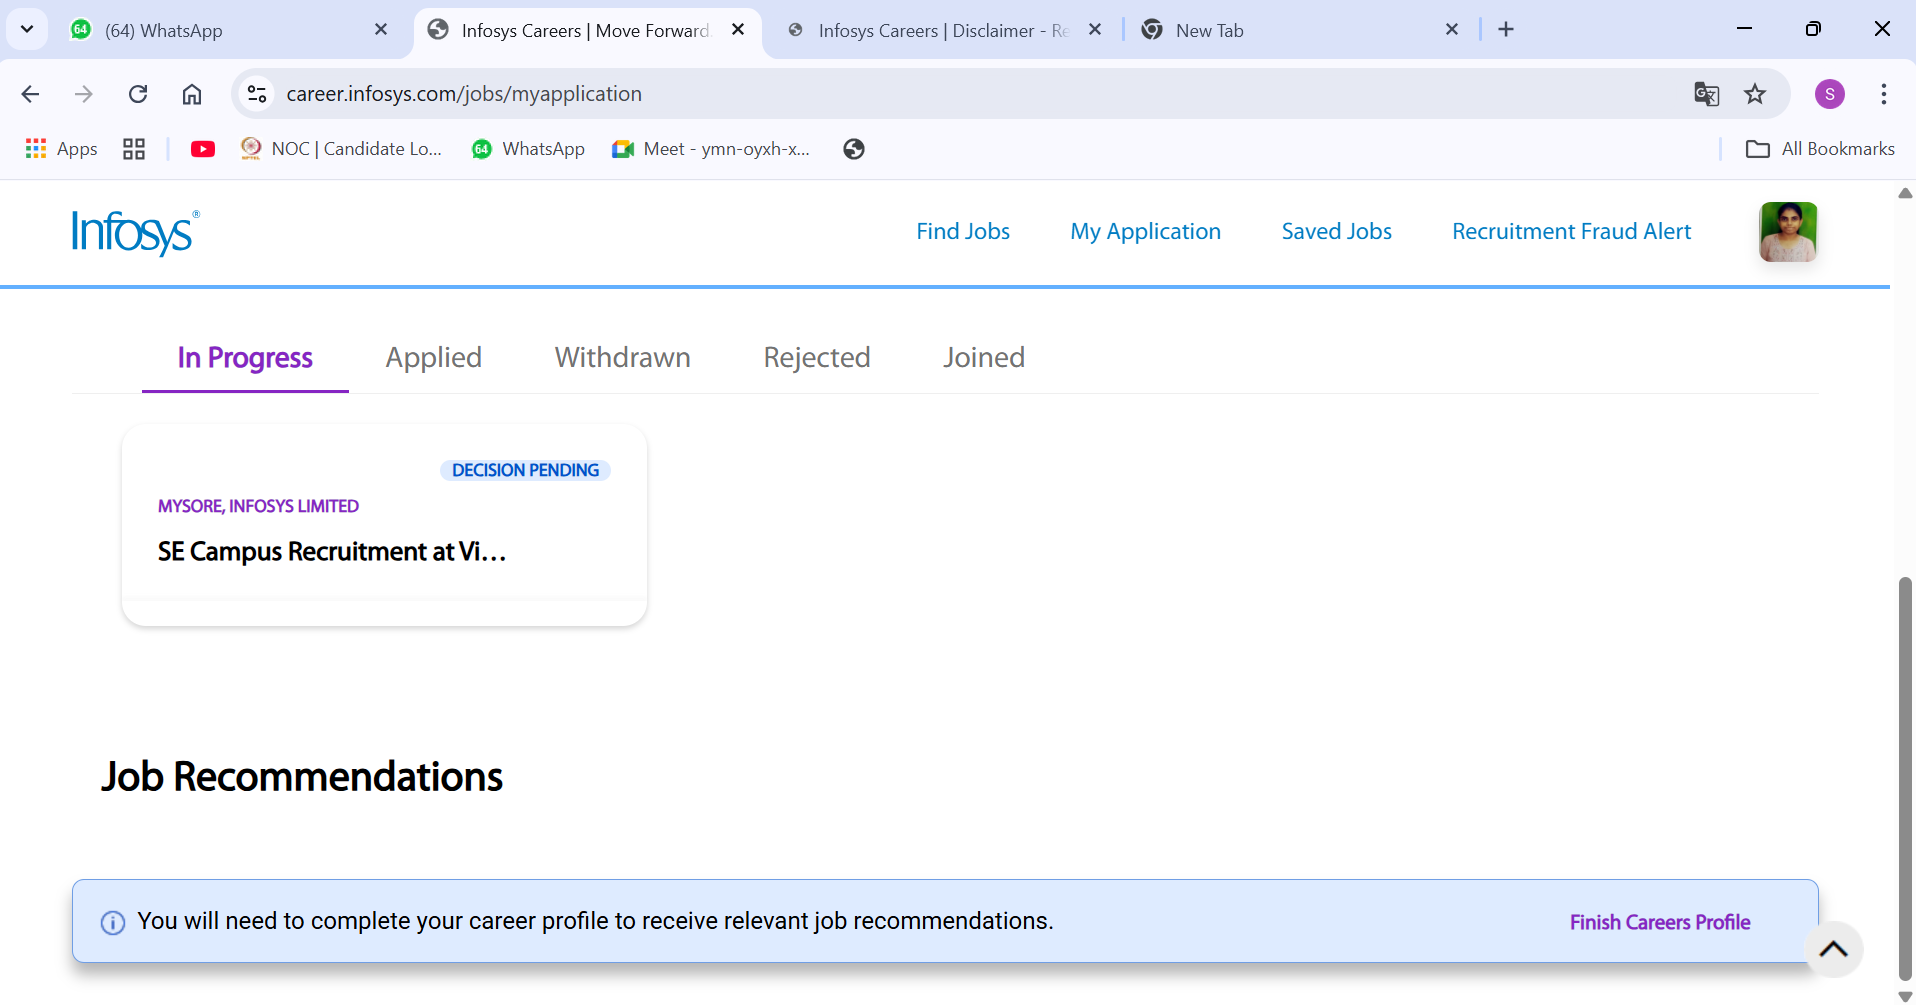 64 (64) WhatsApp Infosys Careers | Move Forward Infosys Careers | Disclaimer - Re New Tab
career.infosys.com/jobs/myapplication S
Apps NOC | Candidate Lo... 64 WhatsApp Meet - ymn-oyxh-x... All Bookmarks
Infosys® Find Jobs My Application Saved Jobs Recruitment Fraud Alert
In Progress Applied Withdrawn Rejected Joined
DECISION PENDING
MYSORE, INFOSYS LIMITED
SE Campus Recruitment at Vi...
Job Recommendations
You will need to complete your career profile to receive relevant job recommendations. Finish Careers Profile